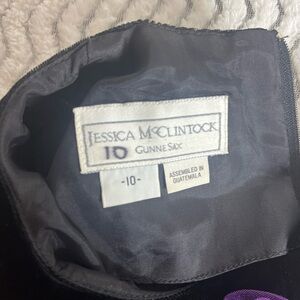 JESSICA McCLINTOCK
10 GUNNE SAX
-10-
ASSEMBLED IN
GUATEMALA